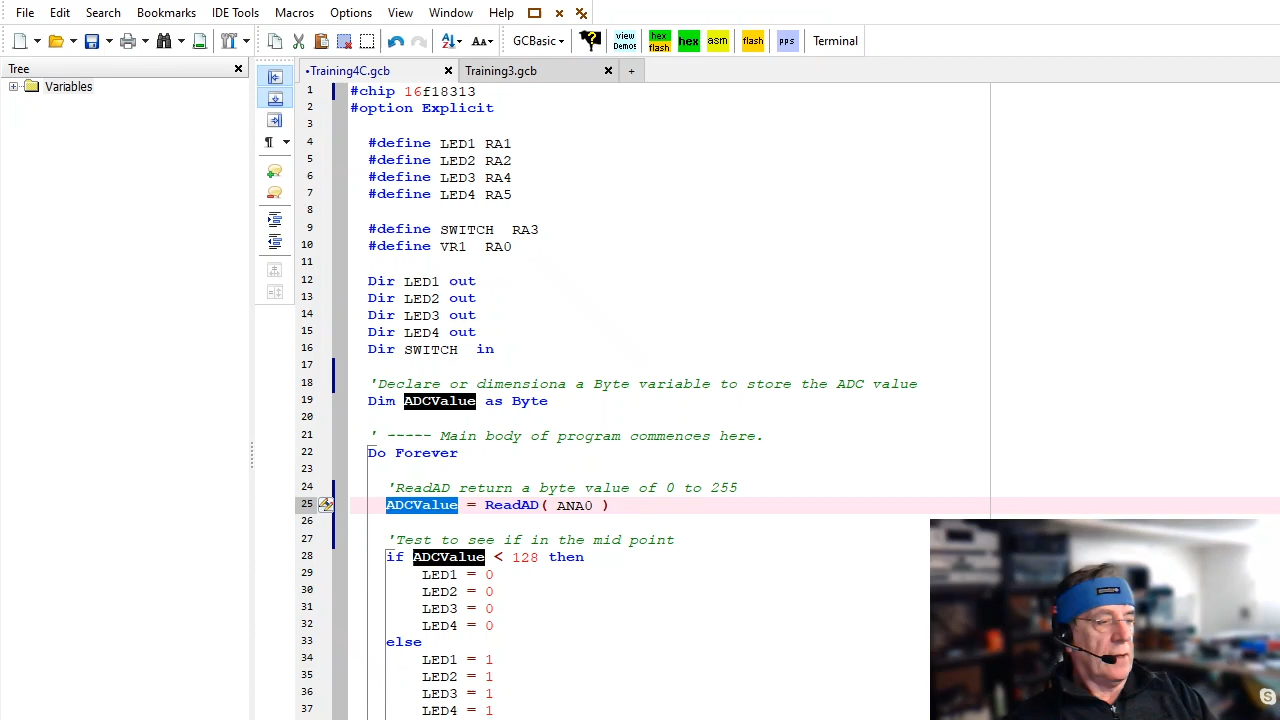 File Edit Search Bookmarks IDE Tools Macros Options View Window Help
GCBasic view Demos hex flash hex asm flash pps Terminal
Tree
Variables
•Training4C.gcb Training3.gcb +
1 #chip 16f18313
2 #option Explicit
3
4 #define LED1 RA1
5 #define LED2 RA2
6 #define LED3 RA4
7 #define LED4 RA5
8
9 #define SWITCH RA3
10 #define VR1 RA0
11
12 Dir LED1 out
13 Dir LED2 out
14 Dir LED3 out
15 Dir LED4 out
16 Dir SWITCH in
17
18 'Declare or dimensiona a Byte variable to store the ADC value
19 Dim ADCValue as Byte
20
21 ' ----- Main body of program commences here.
22 Do Forever
23
24 'ReadAD return a byte value of 0 to 255
25 ADCValue = ReadAD( ANA0 )
26
27 'Test to see if in the mid point
28 if ADCValue < 128 then
29 LED1 = 0
30 LED2 = 0
31 LED3 = 0
32 LED4 = 0
33 else
34 LED1 = 1
35 LED2 = 1
36 LED3 = 1
37 LED4 = 1